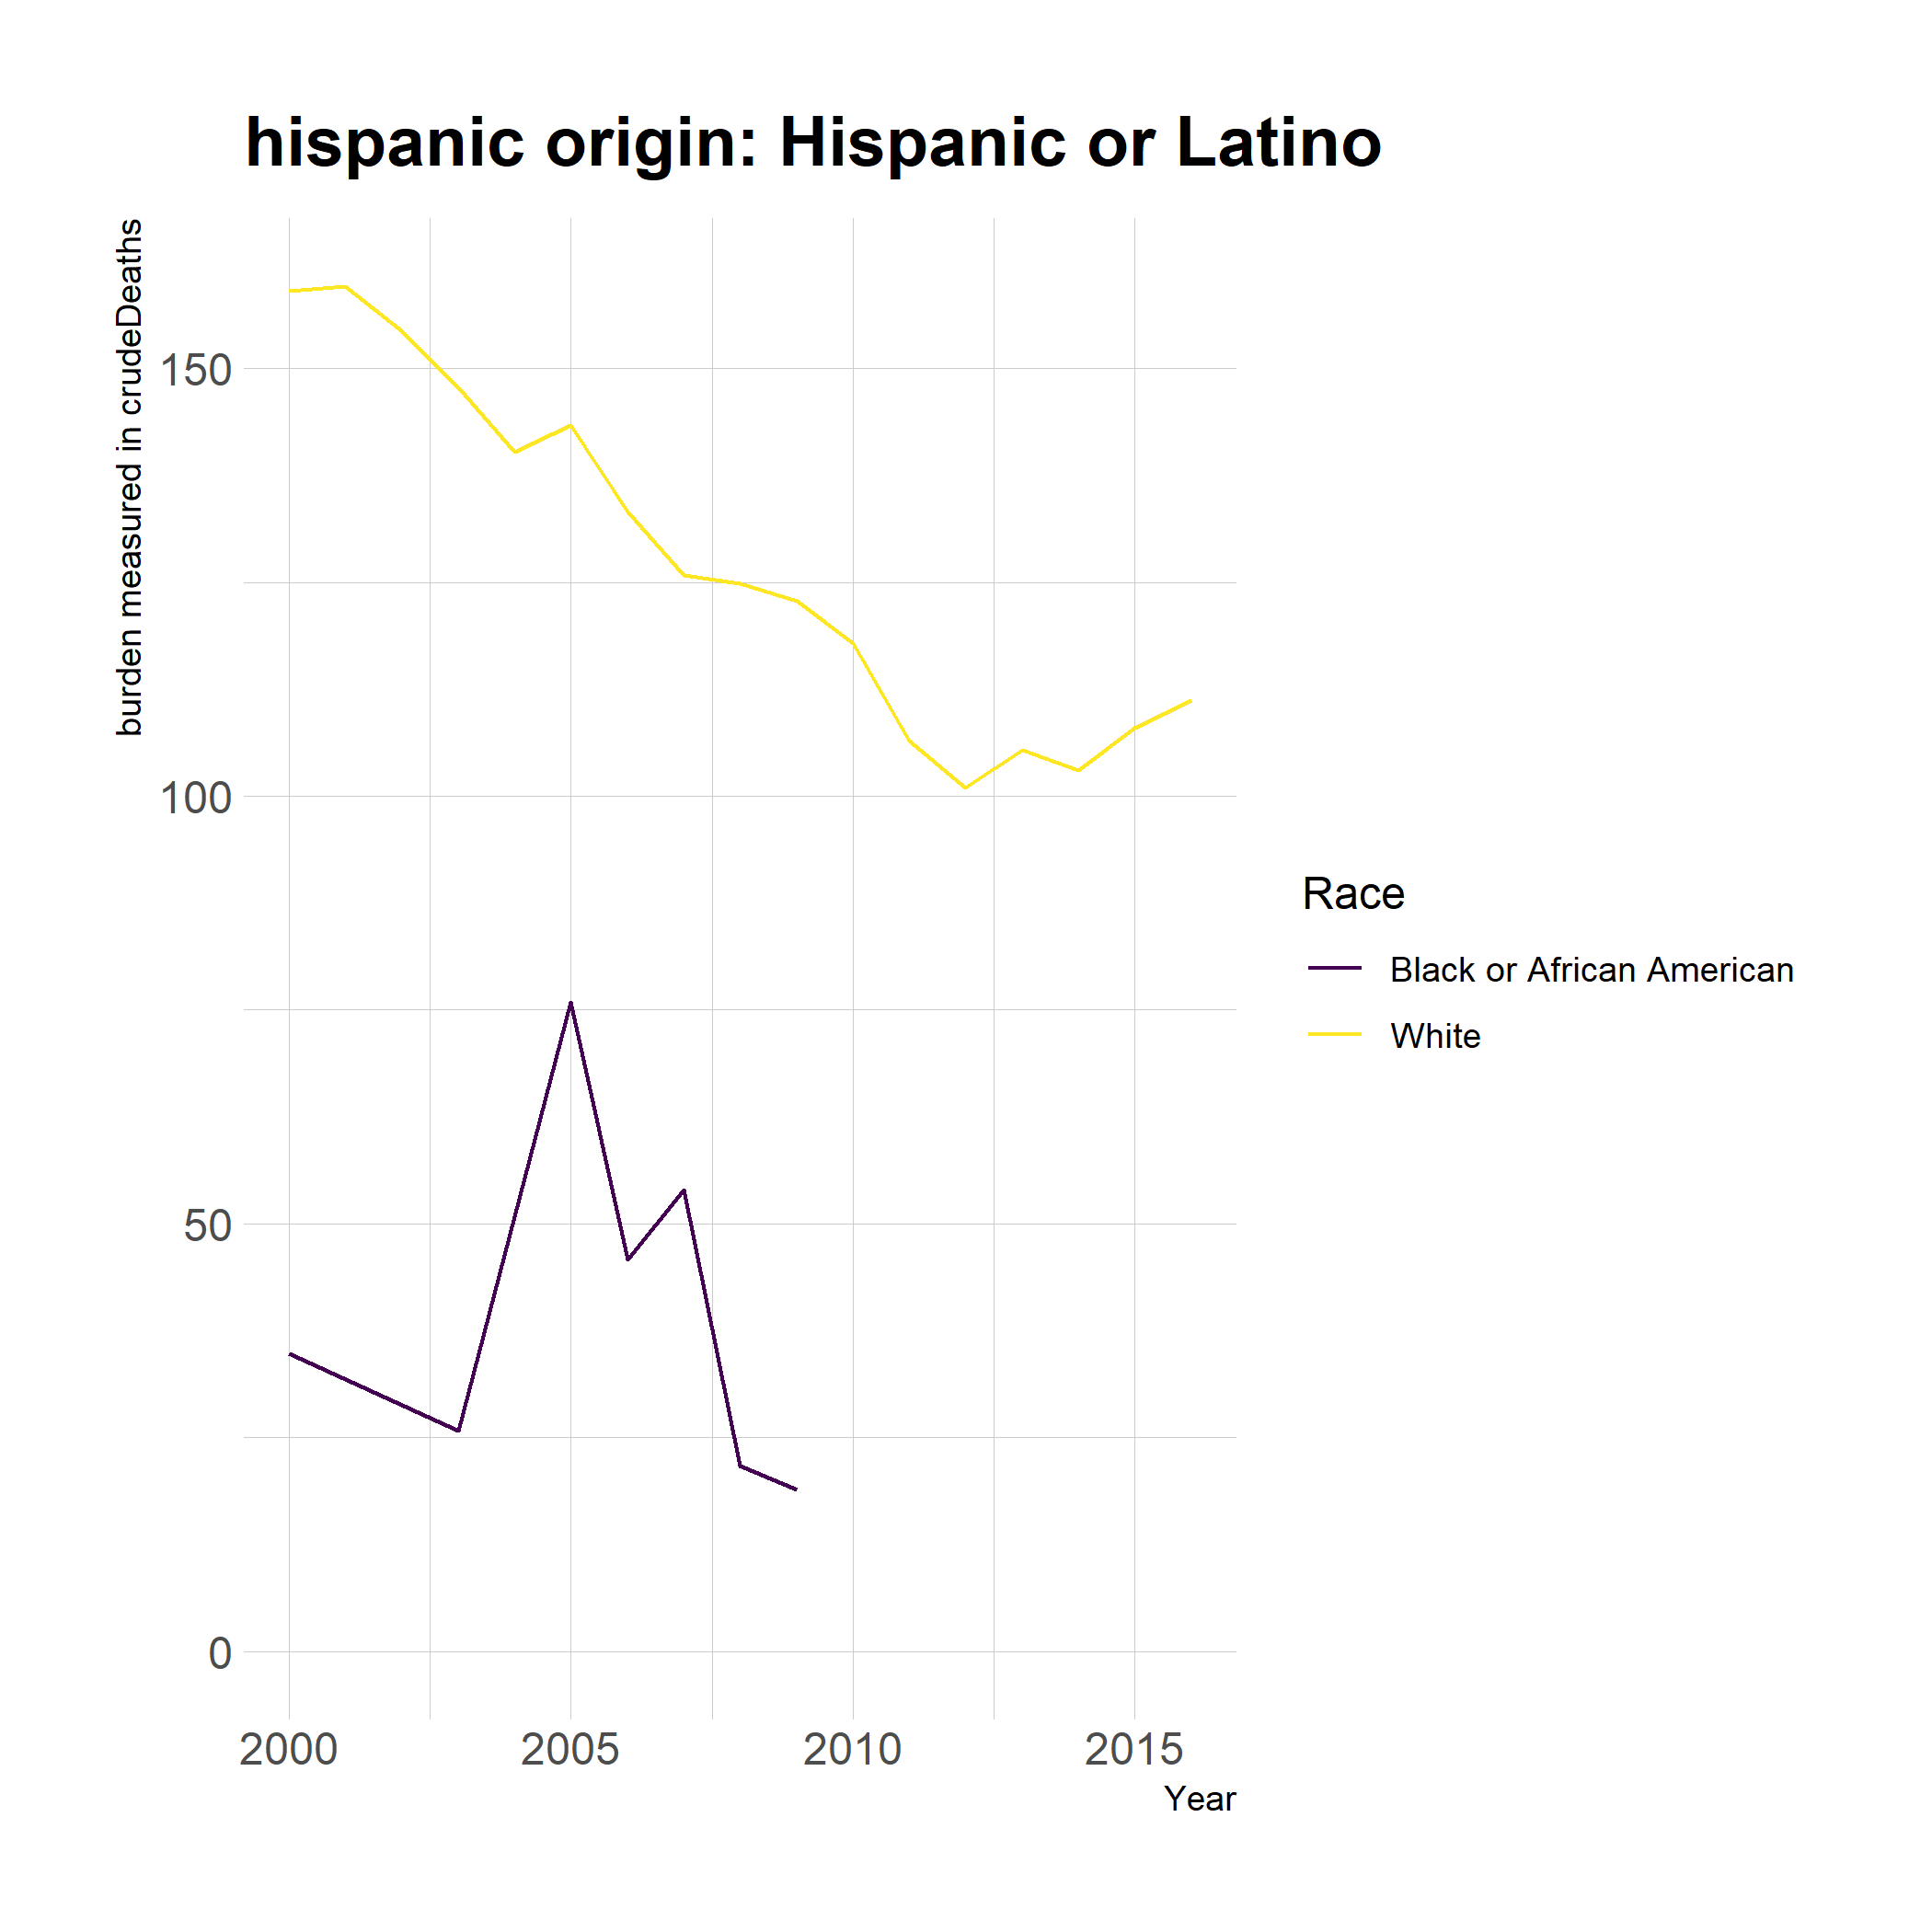 hispanic origin: Hispanic or Latino
burden measured in crudeDeaths
150
100
50
0
2000
2005
2010
2015
Year
Race
Black or African American
White